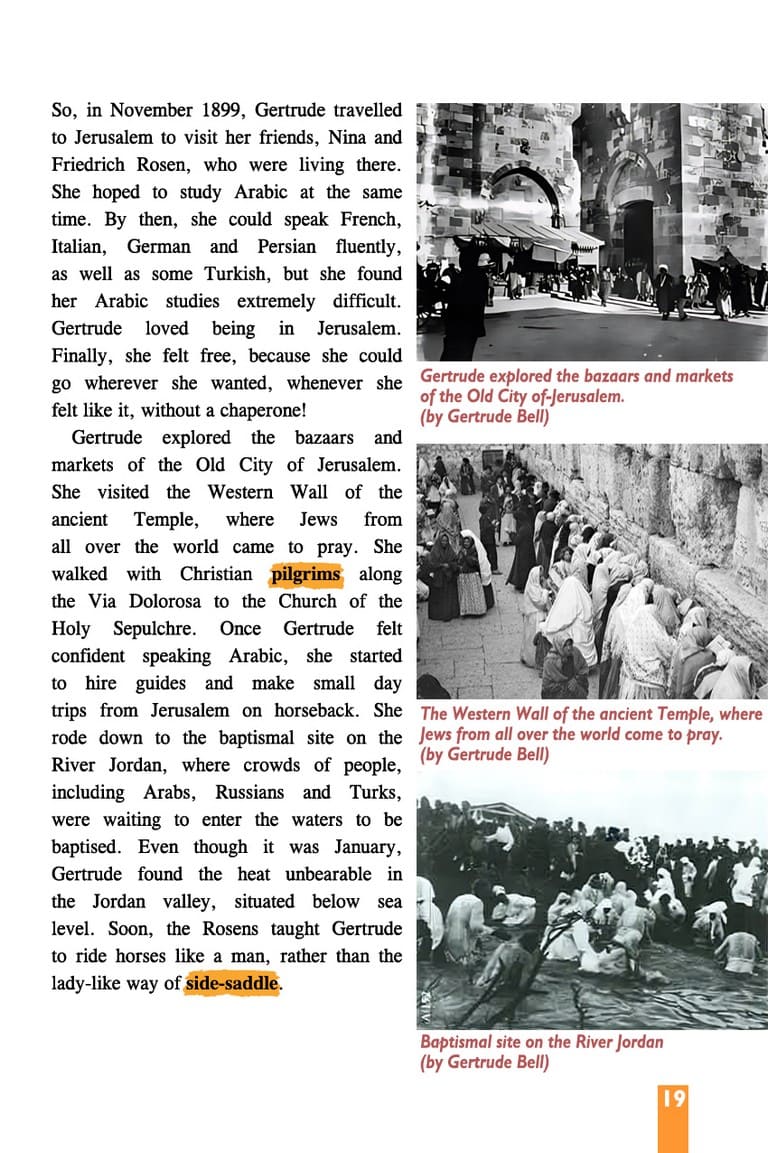 So, in November 1899, Gertrude travelled
to Jerusalem to visit her friends, Nina and
Friedrich Rosen, who were living there.
She hoped to study Arabic at the same
time. By then, she could speak French,
Italian, German and Persian fluently,
as well as some Turkish, but she found
her Arabic studies extremely difficult.
Gertrude loved being in Jerusalem.
Finally, she felt free, because she could
go wherever she wanted, whenever she
felt like it, without a chaperone!
Gertrude explored the bazaars and
markets of the Old City of Jerusalem.
She visited the Western Wall of the
ancient Temple, where Jews from
all over the world came to pray. She
walked with Christian pilgrims along
the Via Dolorosa to the Church of the
Holy Sepulchre. Once Gertrude felt
confident speaking Arabic, she started
to hire guides and make small day
trips from Jerusalem on horseback. She
rode down to the baptismal site on the
River Jordan, where crowds of people,
including Arabs, Russians and Turks,
were waiting to enter the waters to be
baptised. Even though it was January,
Gertrude found the heat unbearable in
the Jordan valley, situated below sea
level. Soon, the Rosens taught Gertrude
to ride horses like a man, rather than the
lady-like way of side-saddle.
Gertrude explored the bazaars and markets
of the Old City of-Jerusalem.
(by Gertrude Bell)
The Western Wall of the ancient Temple, where
Jews from all over the world come to pray.
(by Gertrude Bell)
Baptismal site on the River Jordan
(by Gertrude Bell)
19